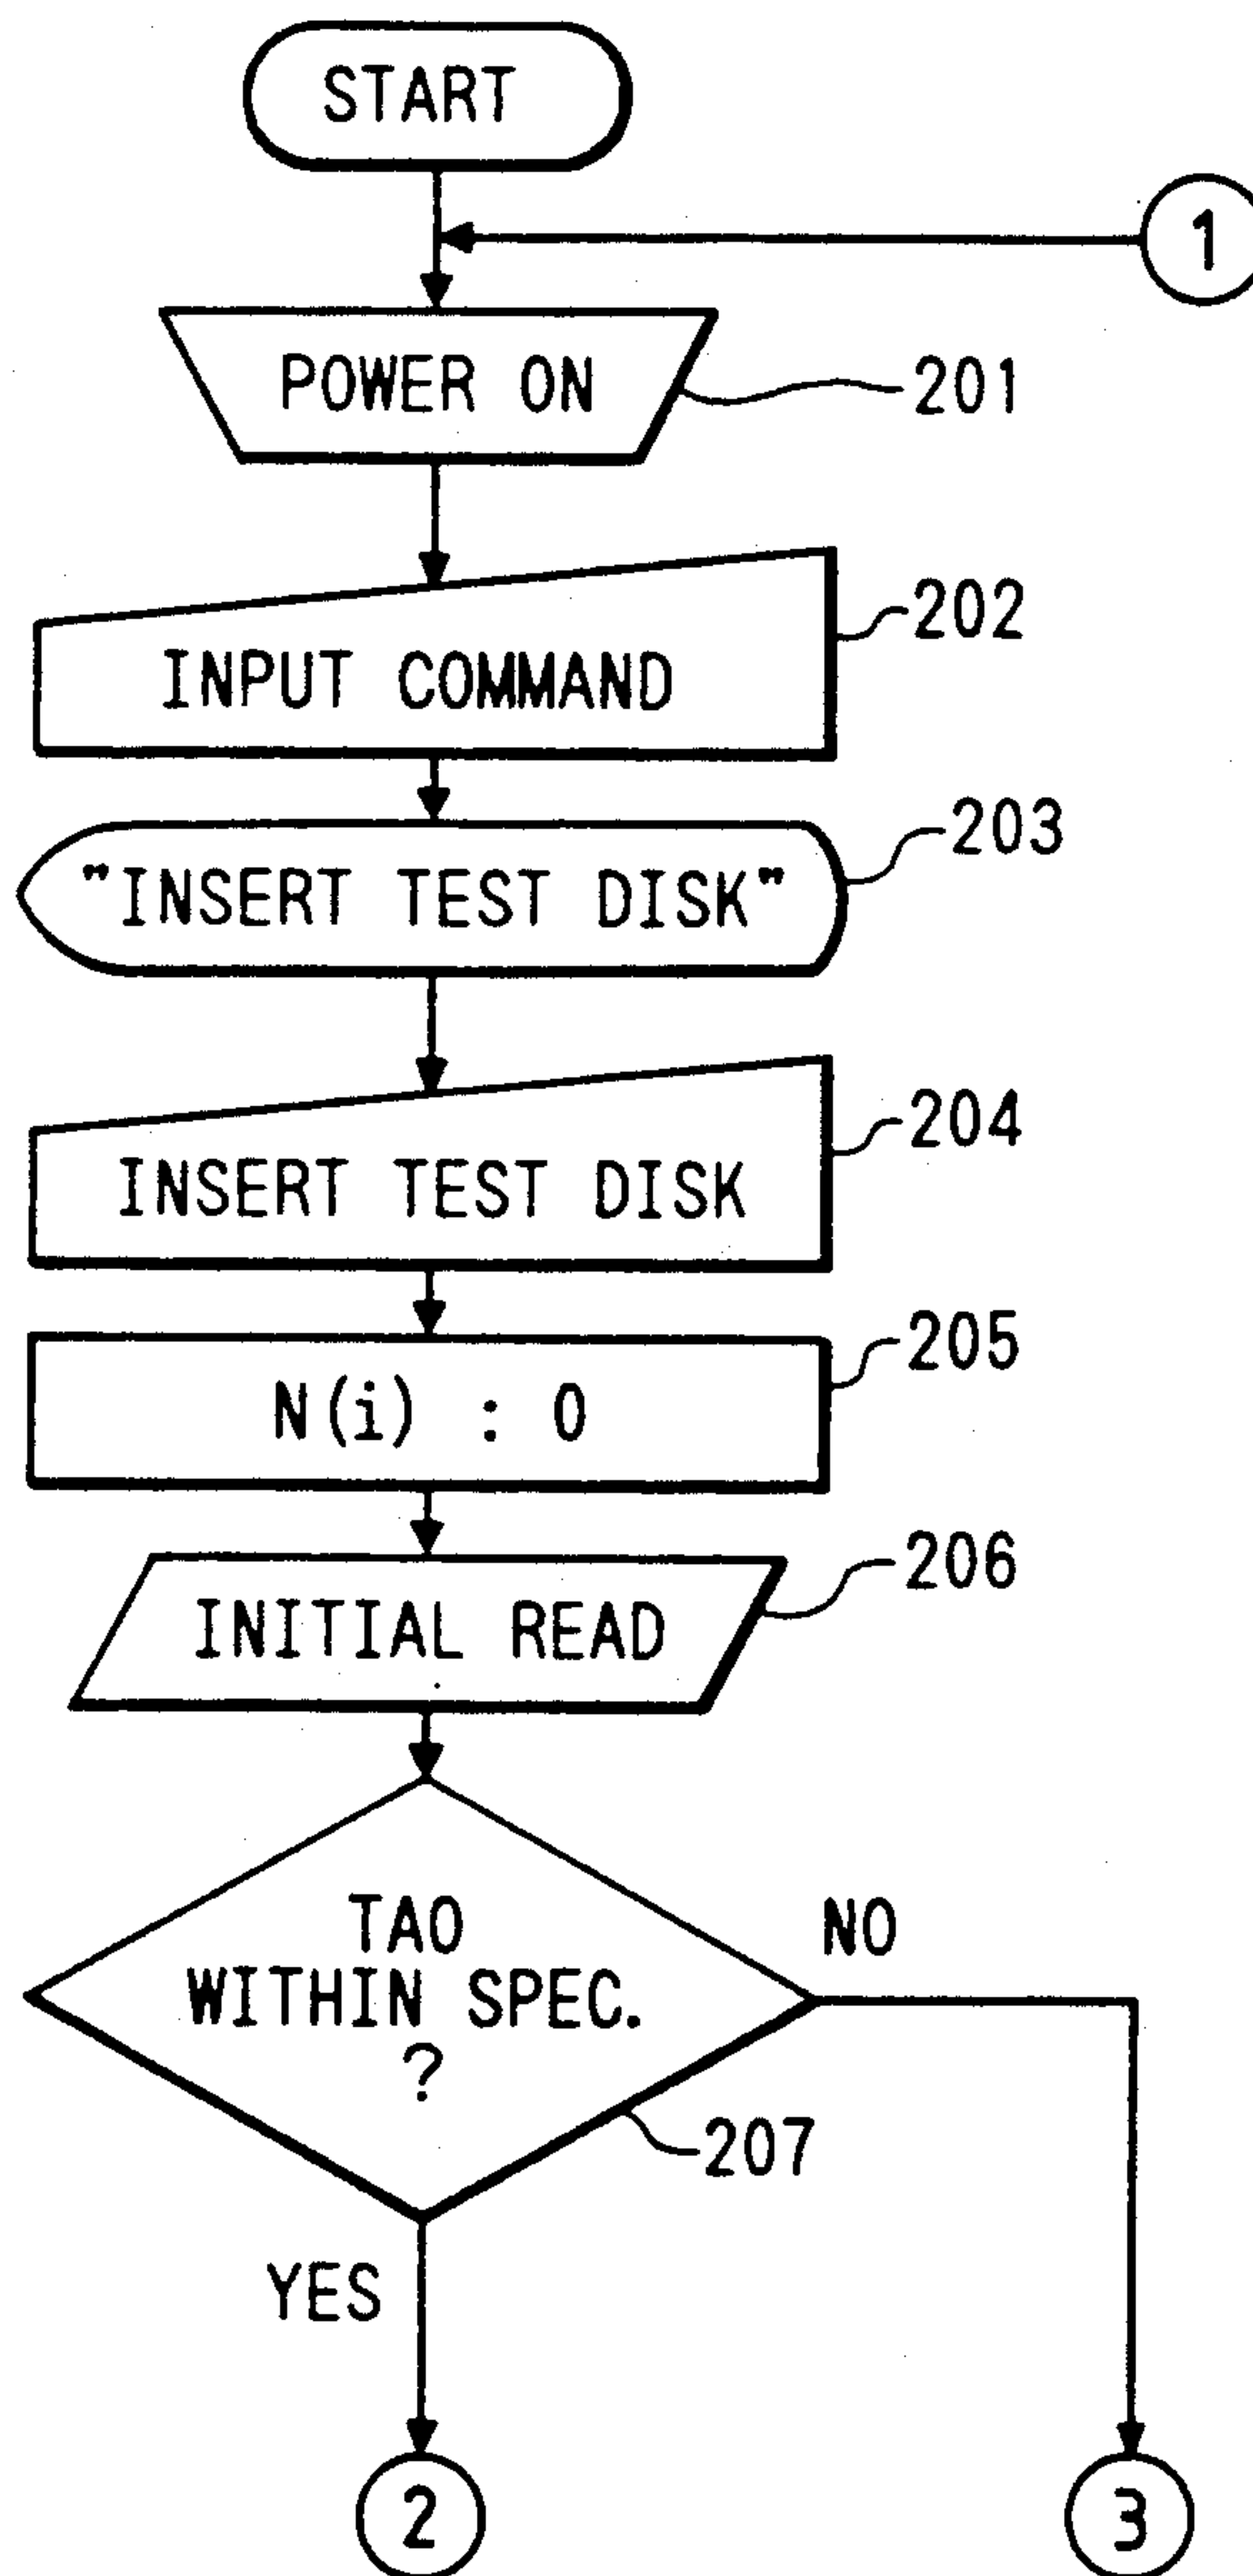 START
1
POWER ON
201
202
INPUT COMMAND
203
"INSERT TEST DISK"
204
INSERT TEST DISK
205
N(i) : 0
206
INITIAL READ
TAO
WITHIN SPEC.
?
NO
207
YES
2
3